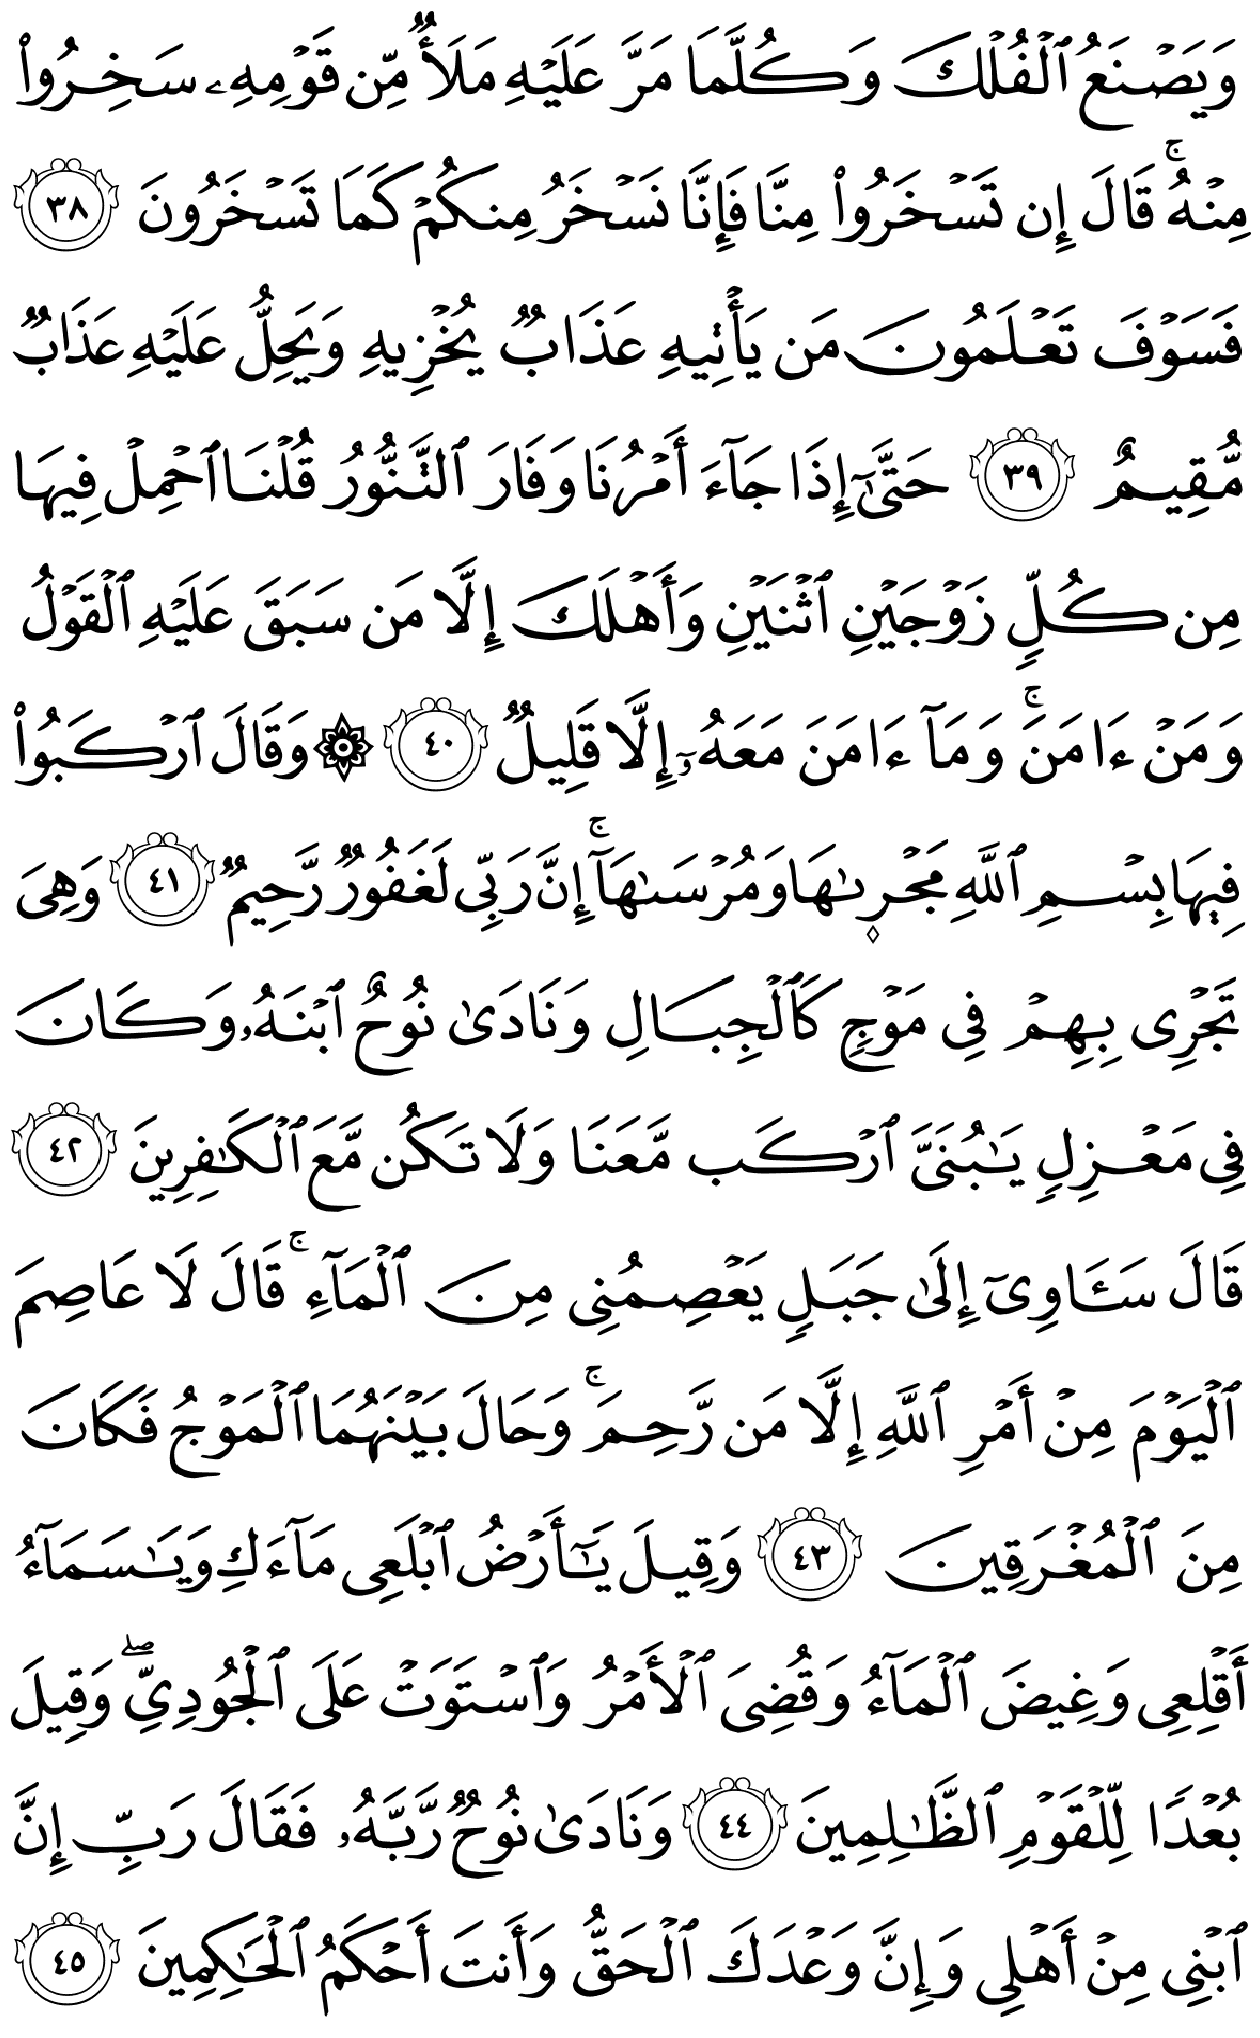 وَيَصْنَعُ ٱلْفُلْكَ وَكُلَّمَا مَرَّ عَلَيْهِ مَلَأٌ مِّن قَوْمِهِۦ سَخِرُوا۟
مِنْهُ ۚ قَالَ إِن تَسْخَرُوا۟ مِنَّا فَإِنَّا نَسْخَرُ مِنكُمْ كَمَا تَسْخَرُونَ ٣٨
فَسَوْفَ تَعْلَمُونَ مَن يَأْتِيهِ عَذَابٌ يُخْزِيهِ وَيَحِلُّ عَلَيْهِ عَذَابٌ
مُّقِيمٌ ٣٩ حَتَّىٰٓ إِذَا جَآءَ أَمْرُنَا وَفَارَ ٱلتَّنُّورُ قُلْنَا ٱحْمِلْ فِيهَا
مِن كُلٍّ زَوْجَيْنِ ٱثْنَيْنِ وَأَهْلَكَ إِلَّا مَن سَبَقَ عَلَيْهِ ٱلْقَوْلُ
وَمَنْ ءَامَنَ ۚ وَمَآ ءَامَنَ مَعَهُۥٓ إِلَّا قَلِيلٌ ٤٠ ۞ وَقَالَ ٱرْكَبُوا۟
فِيهَا بِسْمِ ٱللَّهِ مَجْر۪ىٰهَا وَمُرْسَىٰهَآ ۚ إِنَّ رَبِّى لَغَفُورٌ رَّحِيمٌ ٤١ وَهِىَ
تَجْرِى بِهِمْ فِى مَوْجٍ كَٱلْجِبَالِ وَنَادَىٰ نُوحٌ ٱبْنَهُۥ وَكَانَ
فِى مَعْزِلٍ يَـٰبُنَىَّ ٱرْكَب مَّعَنَا وَلَا تَكُن مَّعَ ٱلْكَـٰفِرِينَ ٤٢
قَالَ سَـَٔاوِىٓ إِلَىٰ جَبَلٍ يَعْصِمُنِى مِنَ ٱلْمَآءِ ۚ قَالَ لَا عَاصِمَ
ٱلْيَوْمَ مِنْ أَمْرِ ٱللَّهِ إِلَّا مَن رَّحِمَ ۚ وَحَالَ بَيْنَهُمَا ٱلْمَوْجُ فَكَانَ
مِنَ ٱلْمُغْرَقِينَ ٤٣ وَقِيلَ يَـٰٓأَرْضُ ٱبْلَعِى مَآءَكِ وَيَـٰسَمَآءُ
أَقْلِعِى وَغِيضَ ٱلْمَآءُ وَقُضِىَ ٱلْأَمْرُ وَٱسْتَوَتْ عَلَى ٱلْجُودِىِّ ۖ وَقِيلَ
بُعْدًا لِّلْقَوْمِ ٱلظَّـٰلِمِينَ ٤٤ وَنَادَىٰ نُوحٌ رَّبَّهُۥ فَقَالَ رَبِّ إِنَّ
ٱبْنِى مِنْ أَهْلِى وَإِنَّ وَعْدَكَ ٱلْحَقُّ وَأَنتَ أَحْكَمُ ٱلْحَـٰكِمِينَ ٤٥